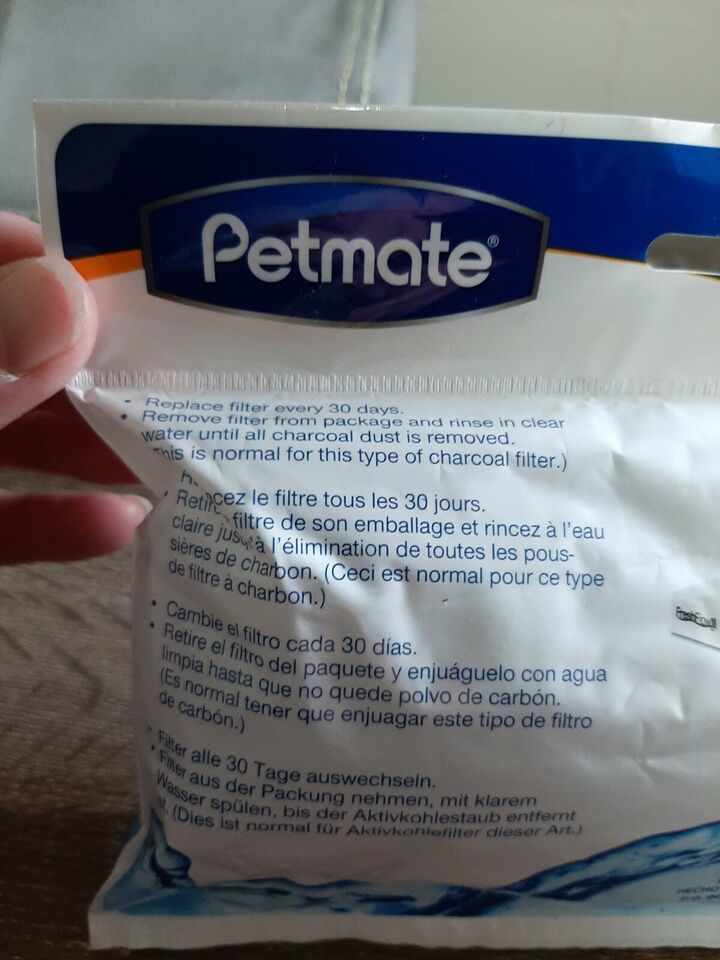 Petmate®
• Replace filter every 30 days.
• Remove filter from package and rinse in clear
water until all charcoal dust is removed.
is is normal for this type of charcoal filter.)
cez le filtre tous les 30 jours.
filtre de son emballage et rincez à l'eau
claire à l'élimination de toutes les pous-
sières de charbon. (Ceci est normal pour ce type
de filtre à charbon.)
• Cambie el filtro cada 30 días.
• Retire el filtro del paquete y enjuáguelo con agua
limpia hasta que no quede polvo de carbón.
(Es normal tener que enjuagar este tipo de filtro
de carbón.)
• Filter alle 30 Tage auswechseln.
• Filter aus der Packung nehmen, mit klarem
Wasser spülen, bis der Aktivkohlestaub entfernt
(Dies ist normal für Aktivkohlefilter dieser Art.)
HECHO